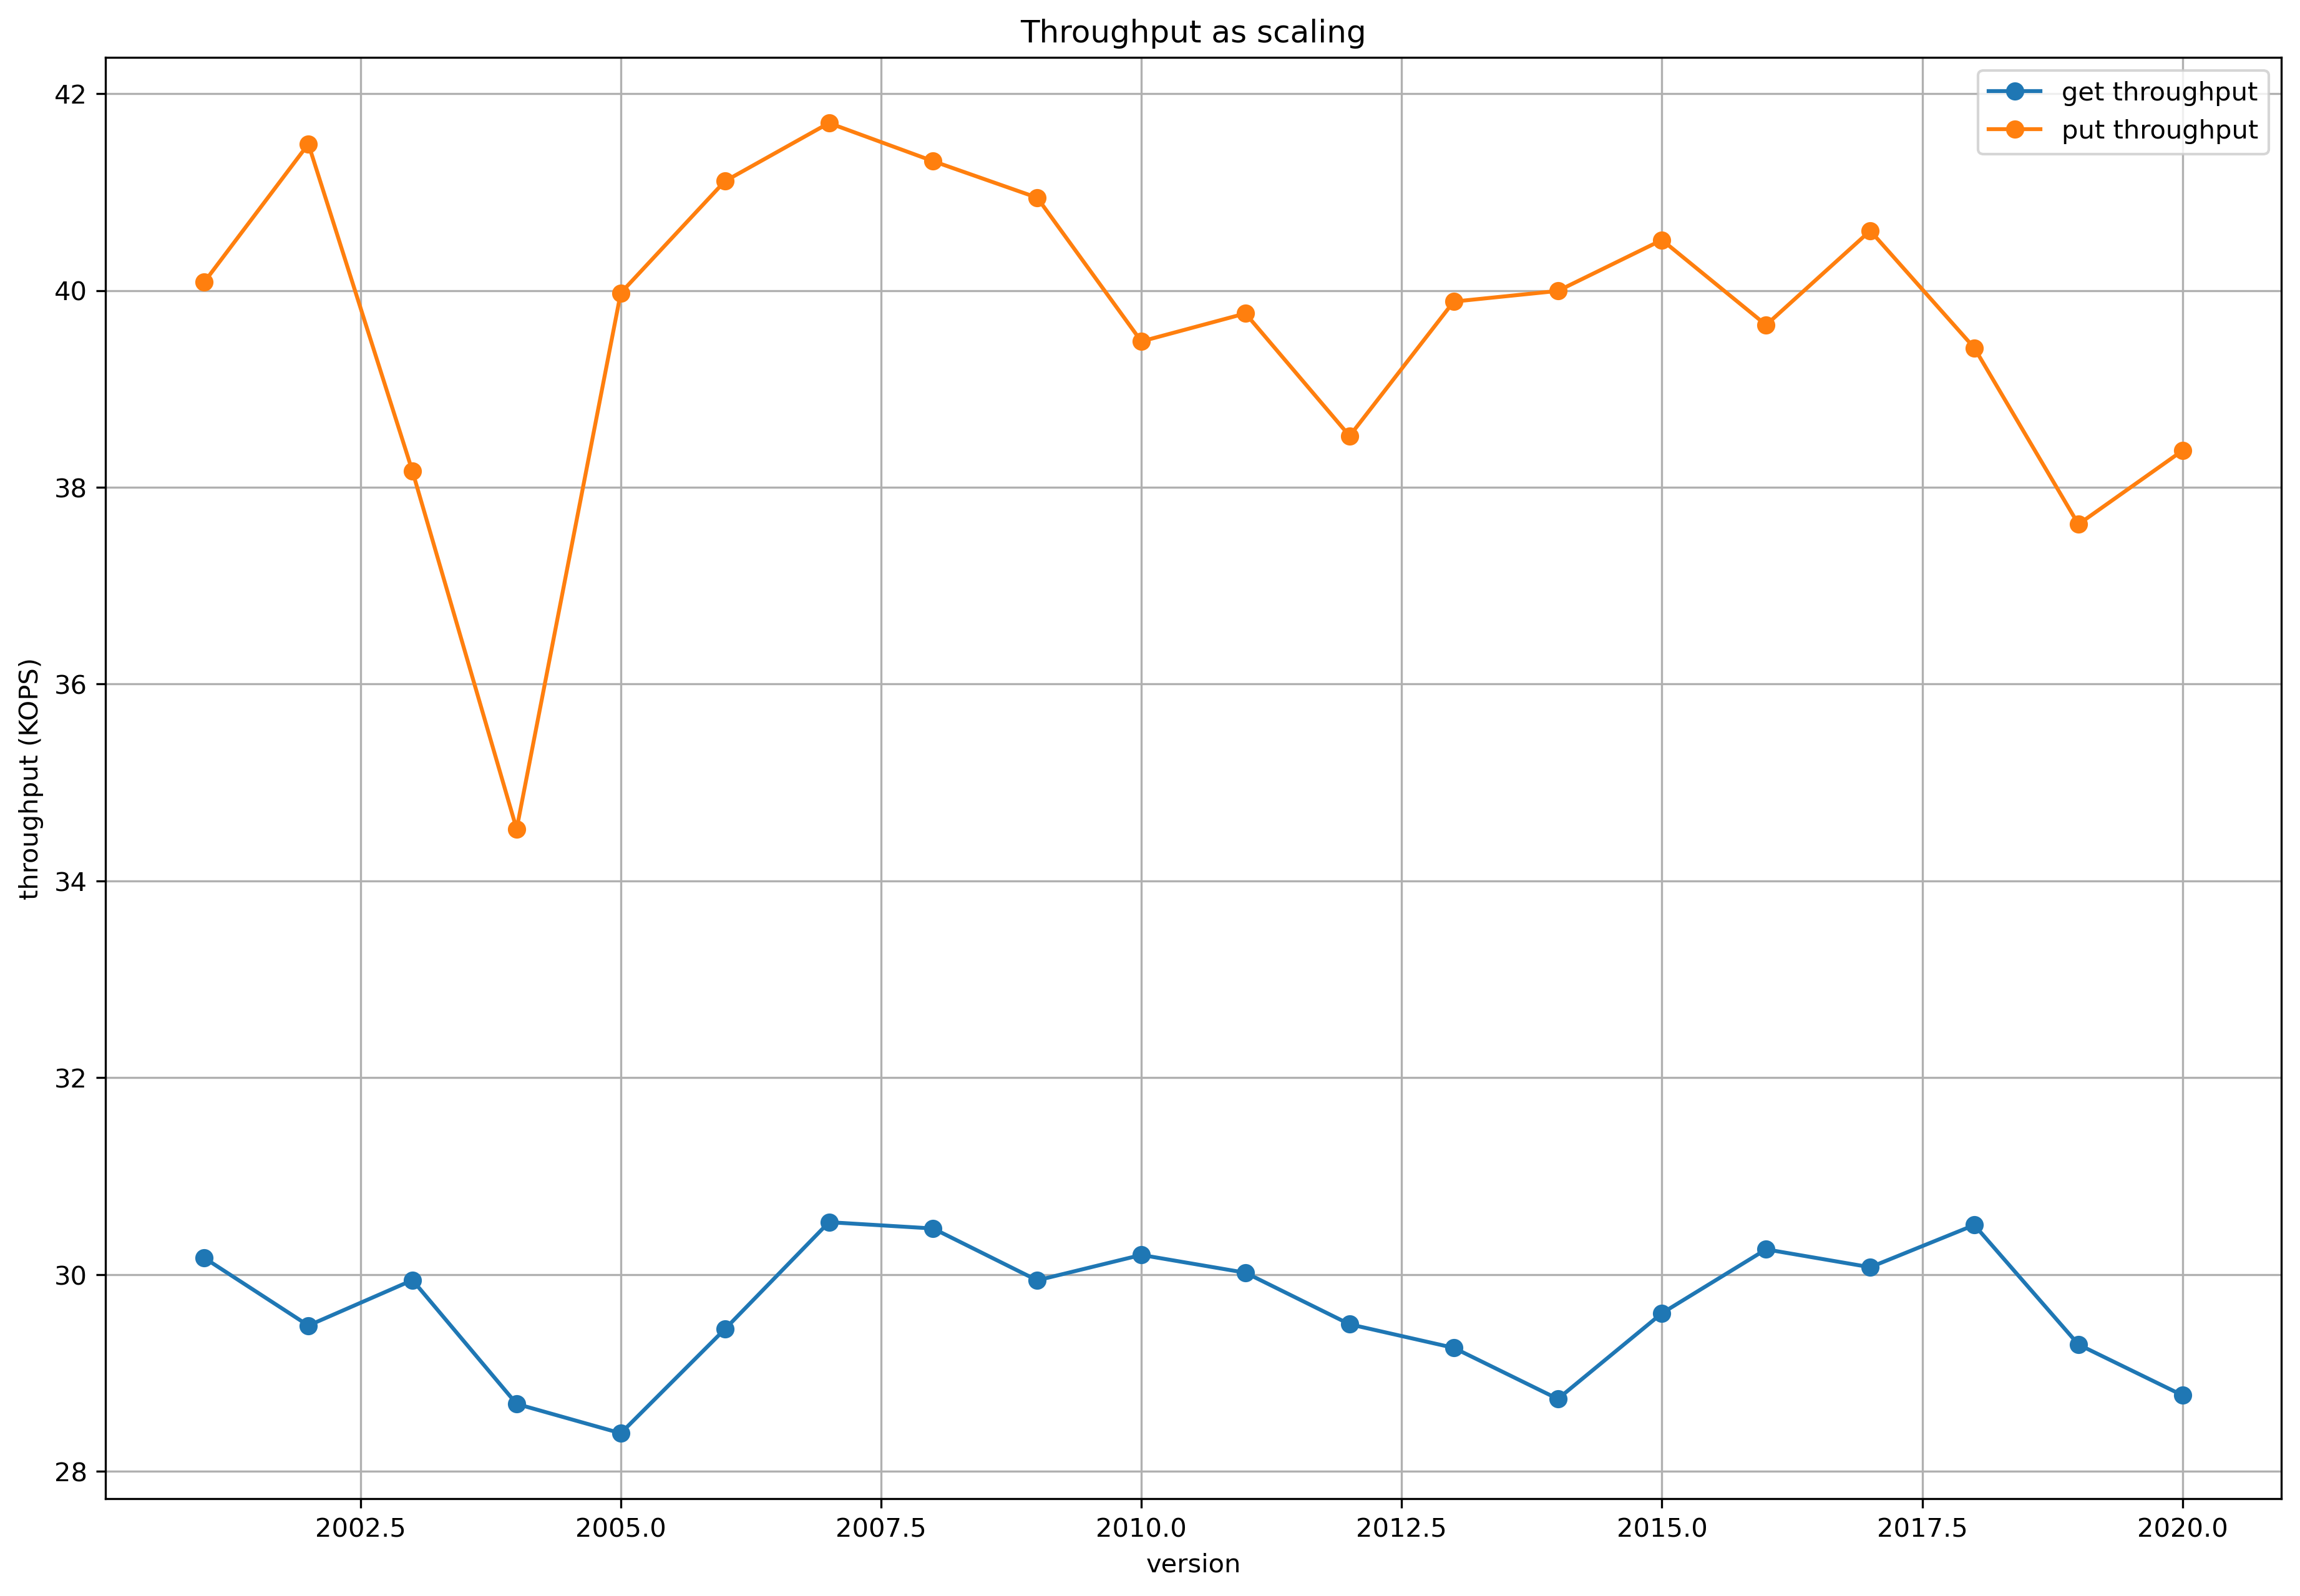 Throughput as scaling
get throughput
put throughput
throughput (KOPS)
42
40
38
36
34
32
30
28
2002.5 2005.0 2007.5 2010.0 2012.5 2015.0 2017.5 2020.0
version